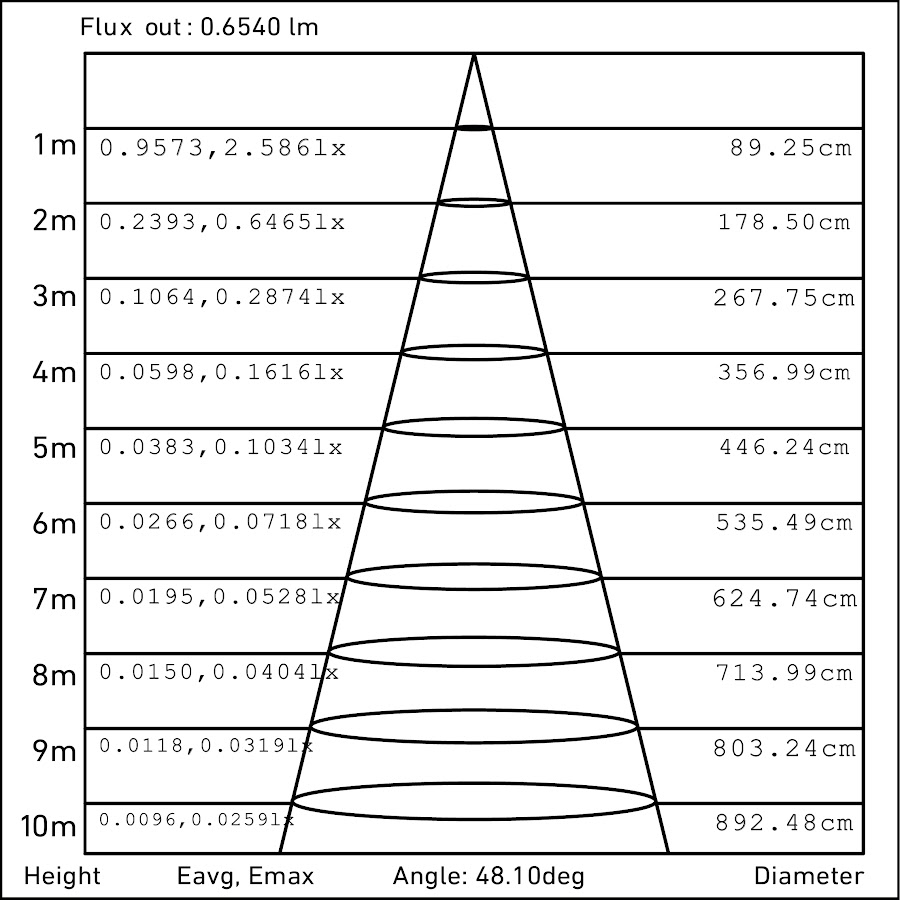 Flux out: 0.6540 lm
1m 0.9573,2.586lx 89.25cm
2m 0.2393,0.6465lx 178.50cm
3m 0.1064,0.2874lx 267.75cm
4m 0.0598,0.1616lx 356.99cm
5m 0.0383,0.1034lx 446.24cm
6m 0.0266,0.0718lx 535.49cm
7m 0.0195,0.0528lx 624.74cm
8m 0.0150,0.0404lx 713.99cm
9m 0.0118,0.0319lx 803.24cm
10m 0.0096,0.0259lx 892.48cm
Height Eavg, Emax Angle: 48.10deg Diameter